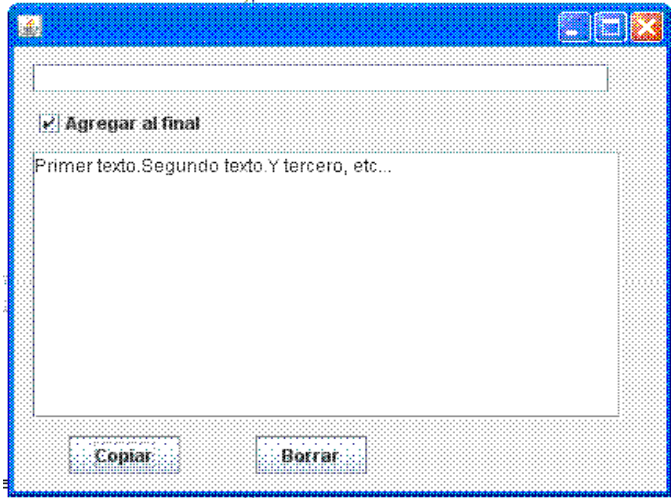 Agregar al final
Primer texto.Segundo texto.Y tercero, etc...
Copiar
Borrar